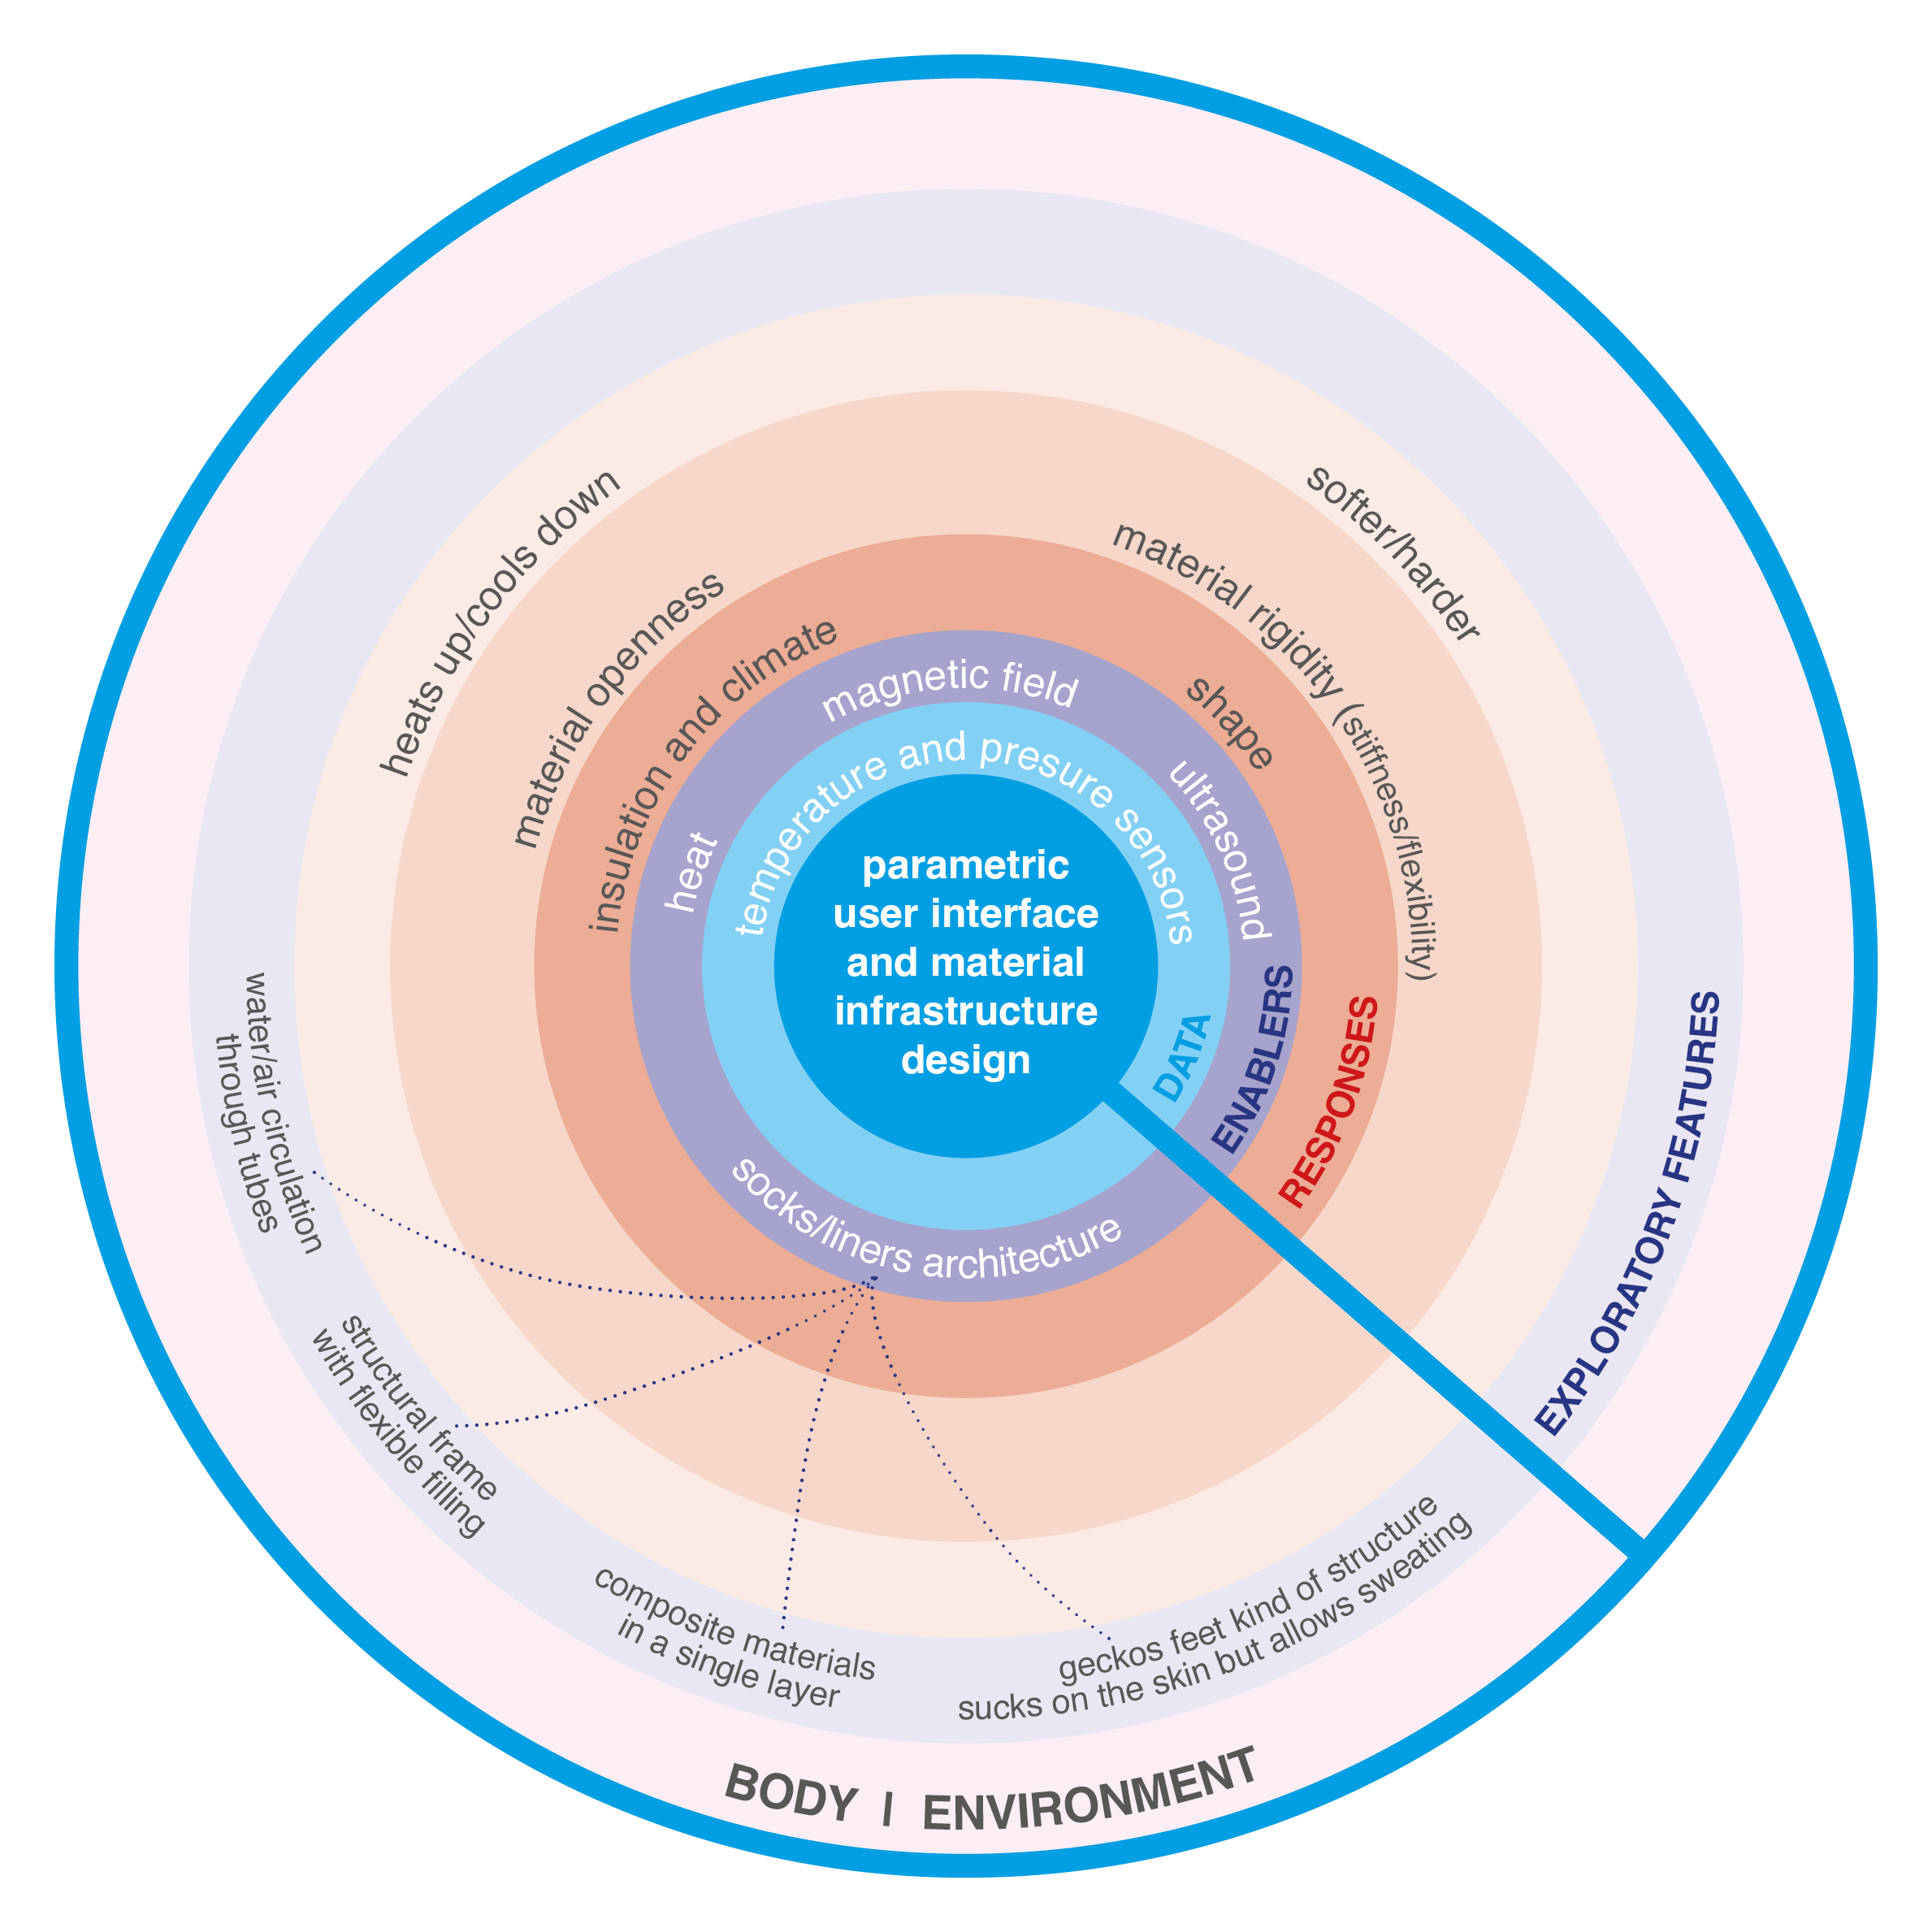 parametric
user interface
and material
infrastructure
design
temperature and presure sensors
DATA
magnetic field
heat
ultrasound
socks/liners architecture
ENABLERS
insulation and climate
shape
RESPONSES
material openness
material rigidity (stiffness/flexibility)
heats up/cools down
softer/harder
water/air circulation
through tubes
structural frame
with flexible filling
composite materials
in a single layer
geckos feet kind of structure
sucks on the skin but allows sweating
EXPLORATORY FEATURES
BODY | ENVIRONMENT